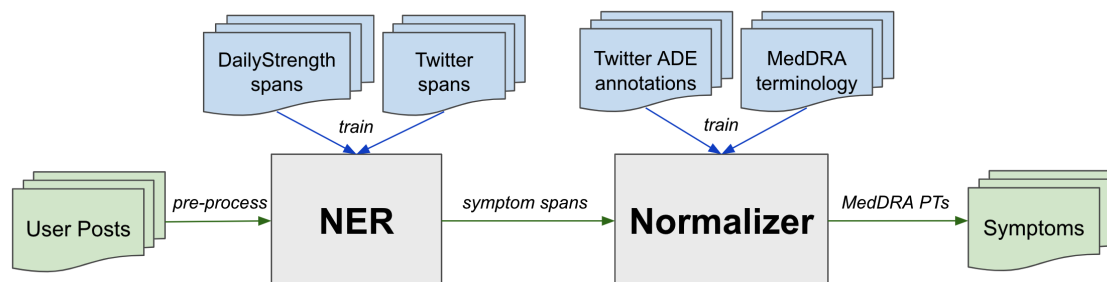 DailyStrength
spans
Twitter
spans
Twitter ADE
annotations
MedDRA
terminology
train
train
User Posts
pre-process
NER
symptom spans
Normalizer
MedDRA PTs
Symptoms